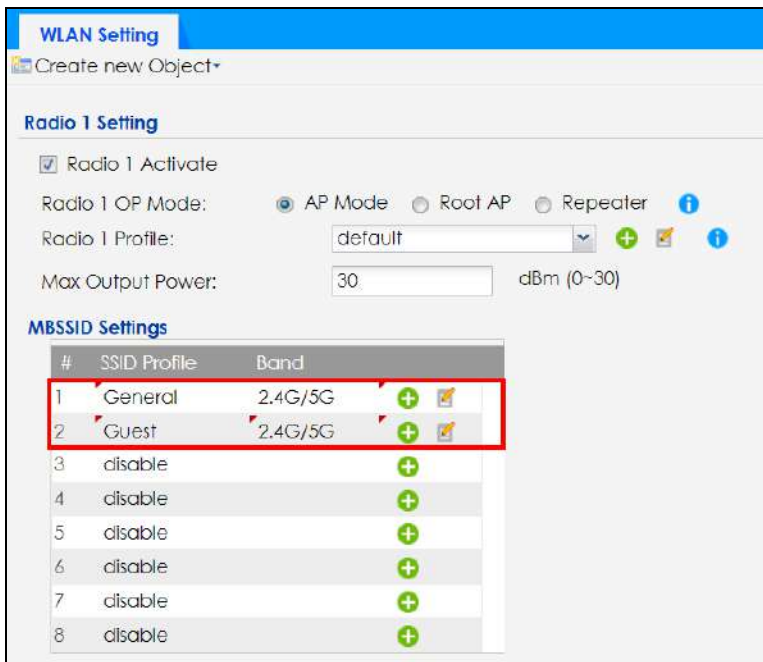 WLAN Setting
Create new Object
Radio 1 Setting
Radio 1 Activate
Radio 1 OP Mode: AP Mode Root AP Repeater
Radio 1 Profile: default
Max Output Power: 30 dBm (0~30)
MBSSID Settings
# SSID Profile Band
1 General 2.4G/5G
2 Guest 2.4G/5G
3 disable
4 disable
5 disable
6 disable
7 disable
8 disable